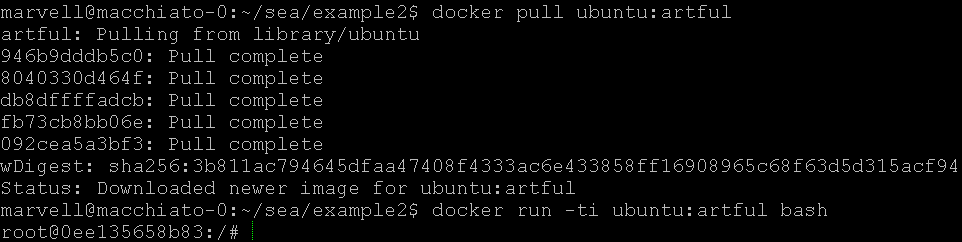 marvell@macchiato-0:~/sea/example2$ docker pull ubuntu:artful
artful: Pulling from library/ubuntu
946b9dddb5c0: Pull complete
8040330d464f: Pull complete
db8dffffadcb: Pull complete
fb73cb8bb06e: Pull complete
092cea5a3bf3: Pull complete
wDigest: sha256:3b811ac794645dfaa47408f4333ac6e433858ff16908965c68f63d5d315acf94
Status: Downloaded newer image for ubuntu:artful
marvell@macchiato-0:~/sea/example2$ docker run -ti ubuntu:artful bash
root@0ee135658b83:/#